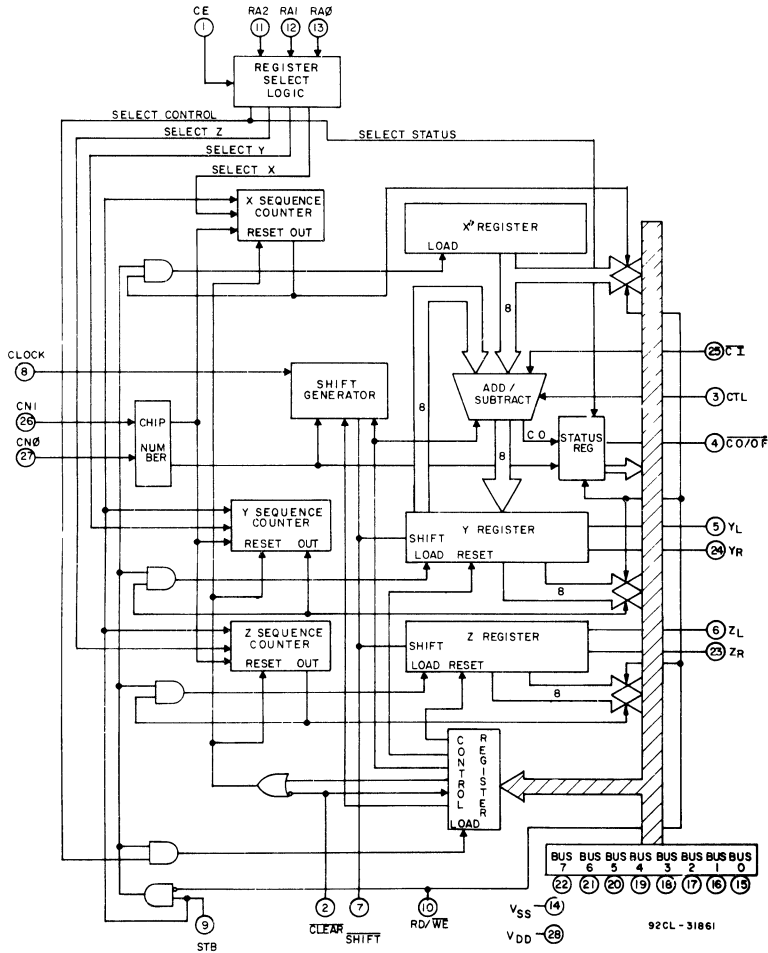 CE RA2 RA1 RAØ
1 11 12 13
REGISTER
SELECT
LOGIC
SELECT CONTROL
SELECT Z
SELECT STATUS
SELECT Y
SELECT X
X SEQUENCE
COUNTER
RESET OUT
X REGISTER
LOAD
8
CLOCK
8
SHIFT
GENERATOR
ADD/
SUBTRACT
25 CI
3 CTL
CN1
26
CNØ
27
CHIP
NUM
BER
8
CO
8
STATUS
REG
4 CO/OF
Y SEQUENCE
COUNTER
RESET OUT
Y REGISTER
SHIFT
LOAD RESET
8
5 YL
24 YR
Z SEQUENCE
COUNTER
RESET OUT
Z REGISTER
SHIFT
LOAD RESET
8
6 ZL
23 ZR
CONTROL
REGISTER
LOAD
BUS BUS BUS BUS BUS BUS BUS BUS
7 6 5 4 3 2 1 0
22 21 20 19 18 17 16 15
9
STB
2
CLEAR
7
SHIFT
10
RD/WE
VSS 14
VDD 28
92CL-31861